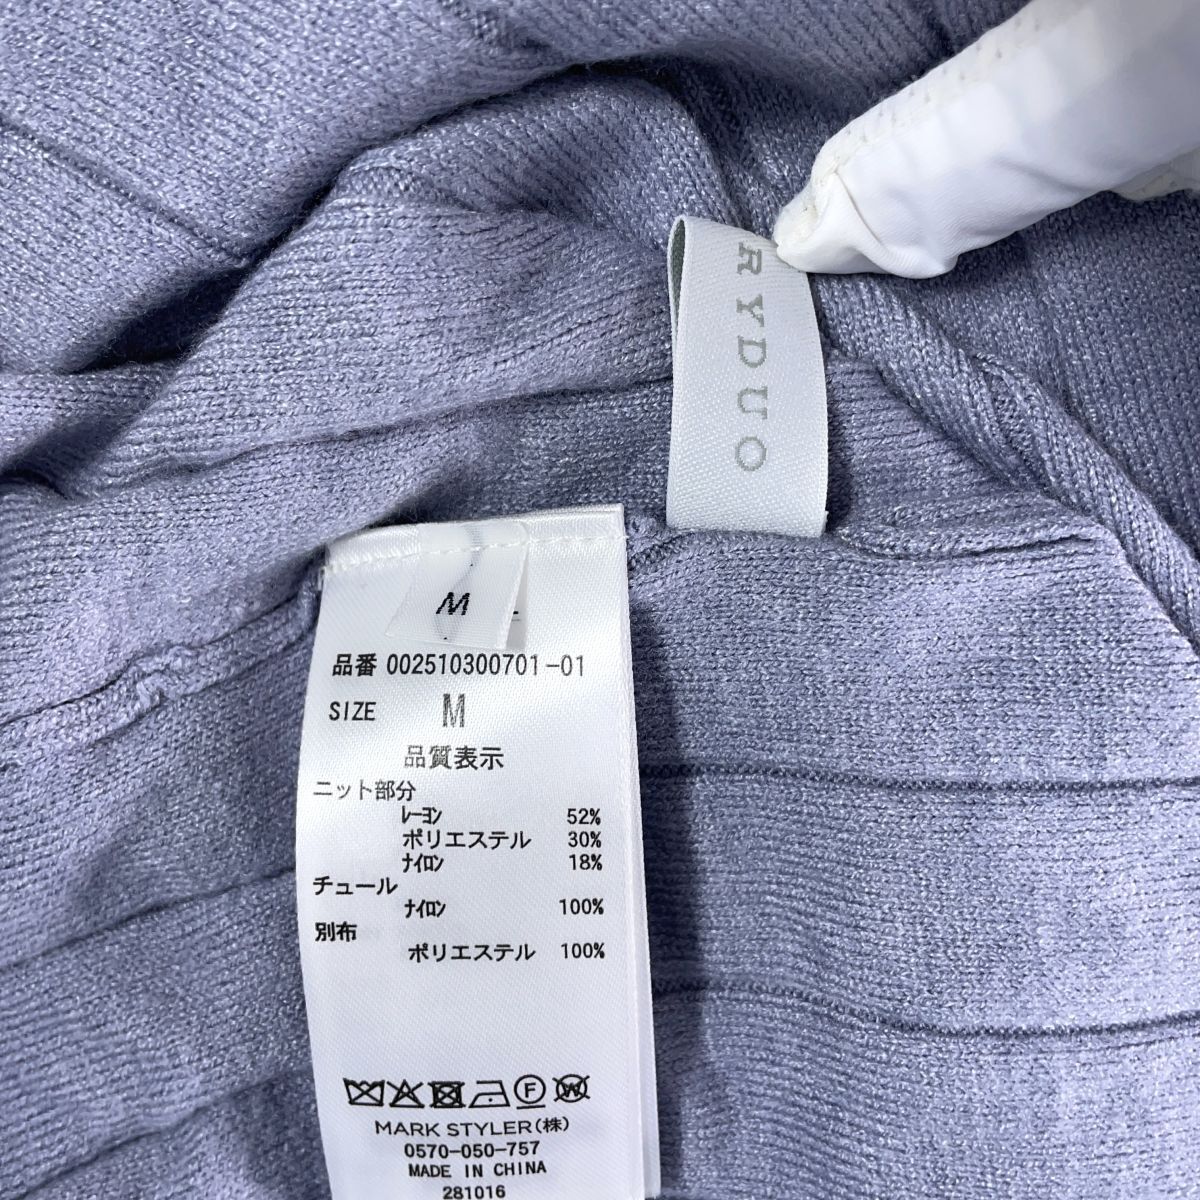 RYDUO
M
品番 002510300701-01
SIZE M
品質表示
ニット部分
レーヨン 52%
ポリエステル 30%
ナイロン 18%
チュール
ナイロン 100%
別布
ポリエステル 100%
F
W
MARK STYLER(株)
0570-050-757
MADE IN CHINA
281016